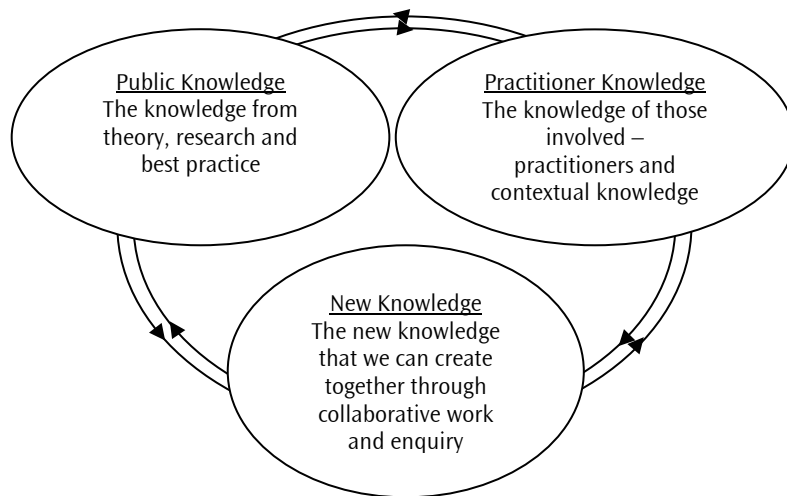 Public Knowledge
The knowledge from
theory, research and
best practice
Practitioner Knowledge
The knowledge of those
involved –
practitioners and
contextual knowledge
New Knowledge
The new knowledge
that we can create
together through
collaborative work
and enquiry